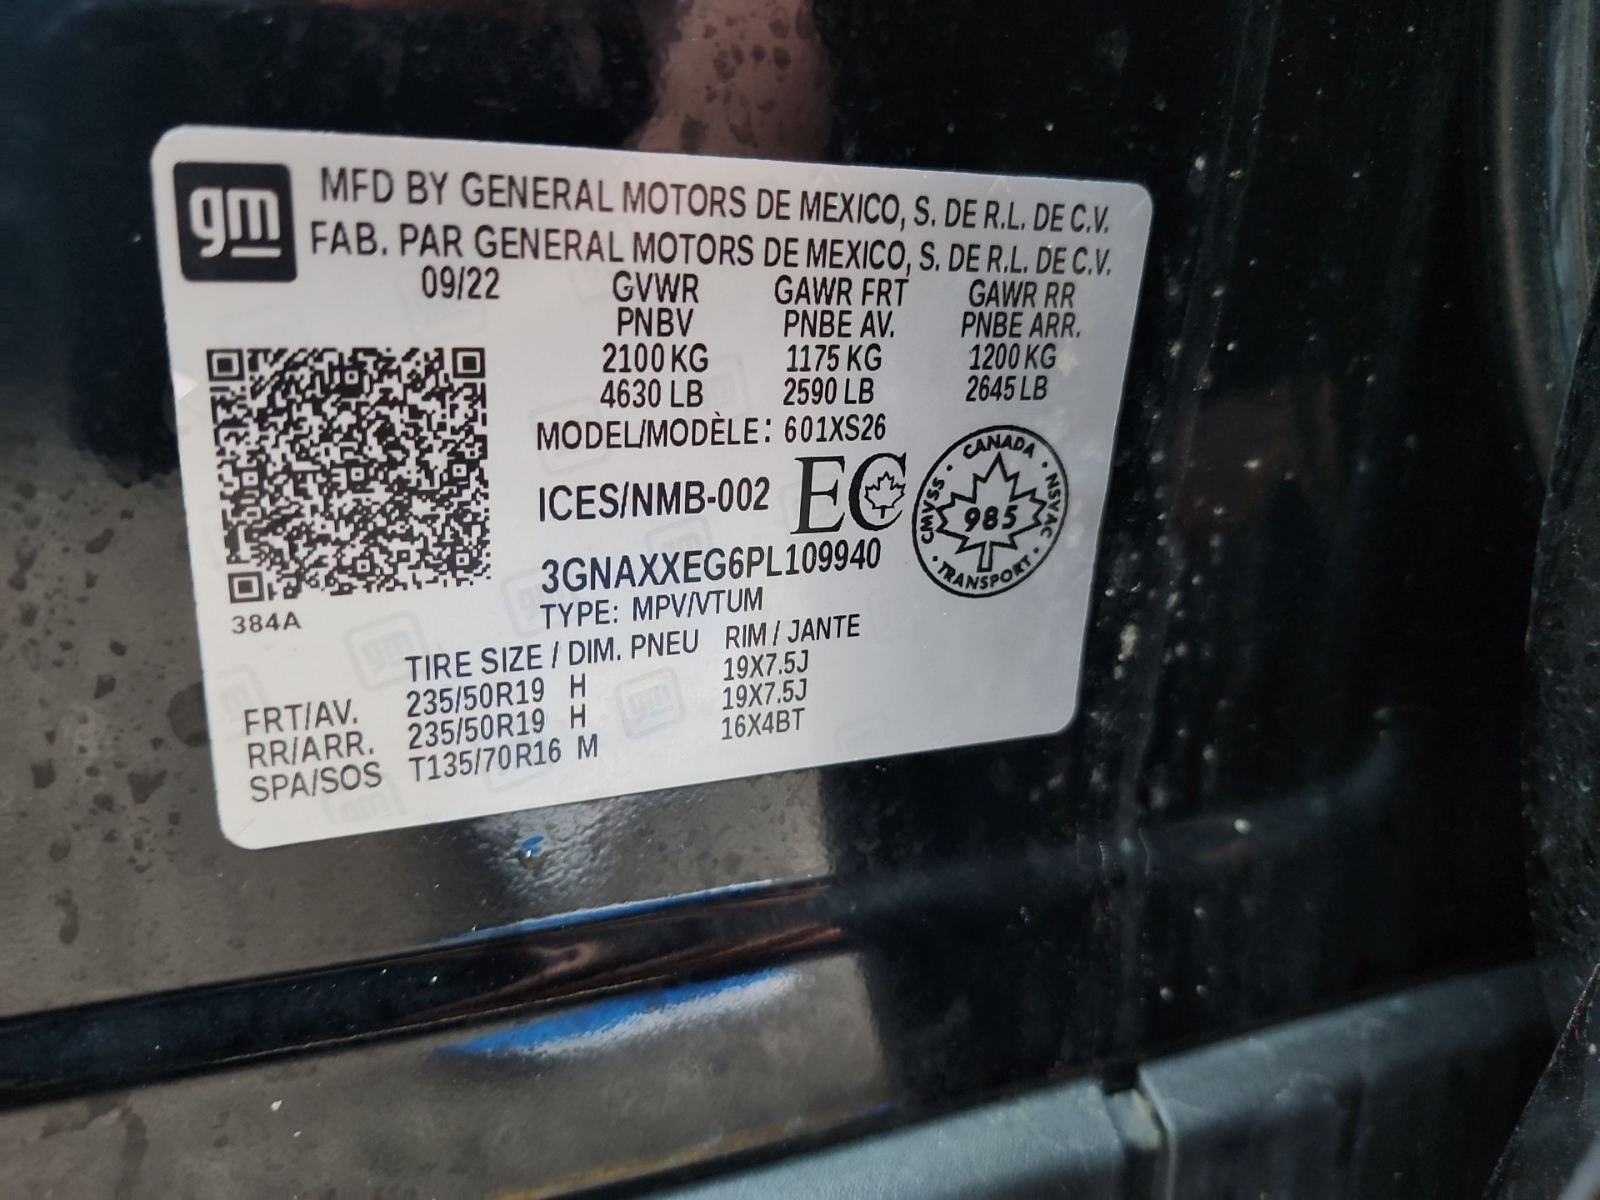 gm
MFD BY GENERAL MOTORS DE MEXICO, S. DE R.L. DE C.V.
FAB. PAR GENERAL MOTORS DE MEXICO, S. DE R.L. DE C.V.
09/22 GVWR GAWR FRT GAWR RR
PNBV PNBE AV. PNBE ARR.
2100 KG 1175 KG 1200 KG
4630 LB 2590 LB 2645 LB
MODEL/MODÈLE: 601XS26
ICES/NMB-002 EC
CANADA
CMVSS 985 NSVAC
TRANSPORT
3GNAXXEG6PL109940
TYPE: MPV/VTUM
384A
TIRE SIZE / DIM. PNEU RIM / JANTE
FRT/AV. 235/50R19 H 19X7.5J
RR/ARR. 235/50R19 H 19X7.5J
SPA/SOS T135/70R16 M 16X4BT